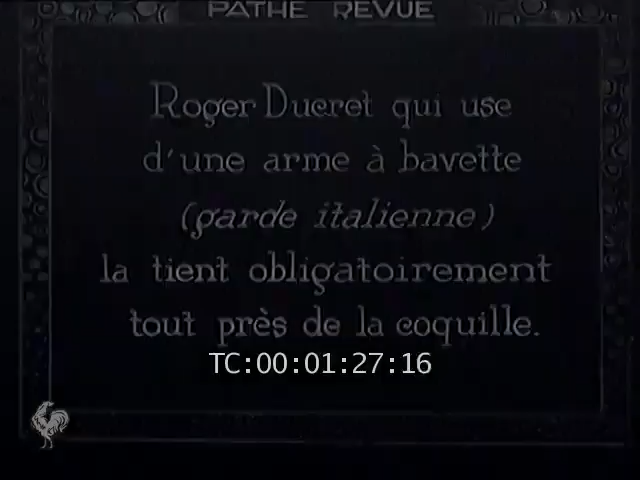 PATHE REVUE
Roger Ducret qui use
d'une arme à bavette
(garde italienne)
la tient obligatoirement
tout près de la coquille.
TC:00:01:27:16